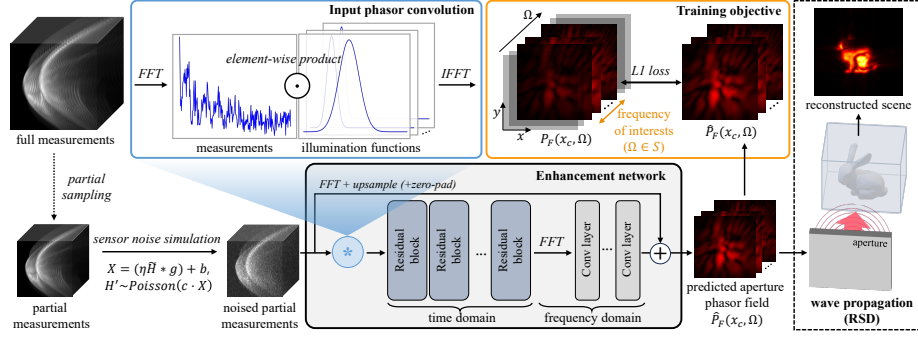 Input phasor convolution
FFT
element-wise product
measurements
illumination functions
...
IFFT
Training objective
Ω
y
x
P_F(x_c, Ω)
L1 loss
frequency
of interests
(Ω ∈ S)
...
P̂_F(x_c, Ω)
...
reconstructed scene
aperture
wave propagation
(RSD)
full measurements
partial
sampling
partial
measurements
sensor noise simulation
X = (ηH̃ * g) + b,
H'~Poisson(c · X)
noised partial
measurements
Enhancement network
FFT + upsample (+zero-pad)
*
Residual
block
Residual
block
...
Residual
block
FFT
Conv layer
...
Conv layer
+
time domain
frequency domain
...
predicted aperture
phasor field
P̂_F(x_c, Ω)